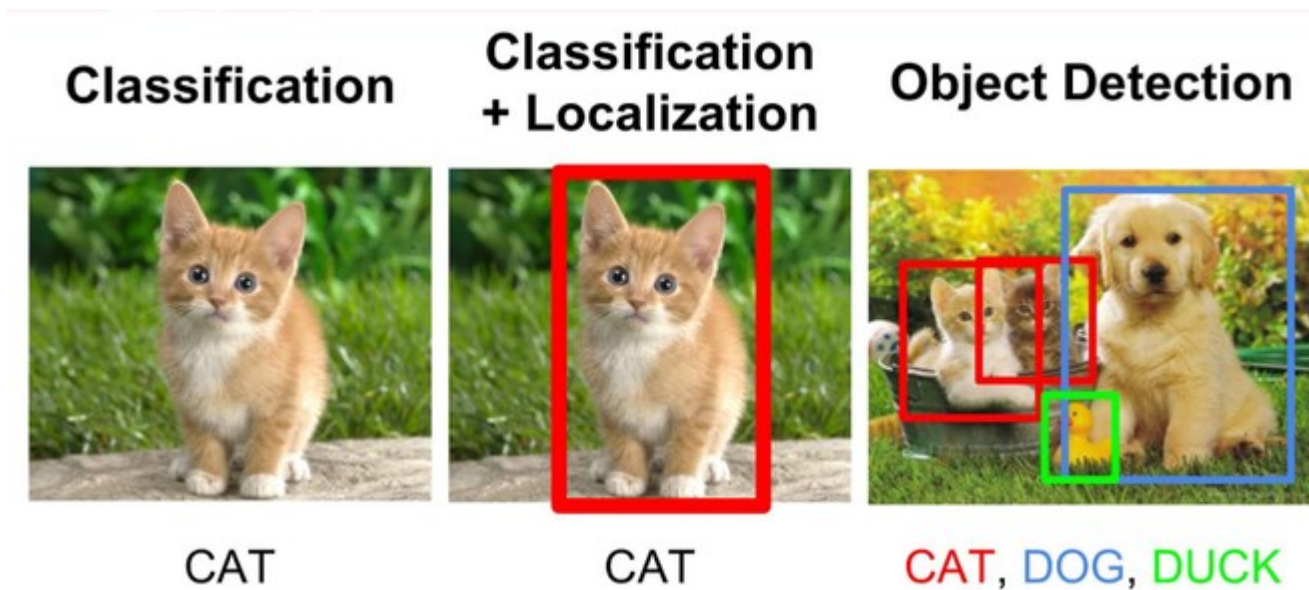 Classification
Classification
+ Localization
Object Detection
CAT
CAT
CAT, DOG, DUCK